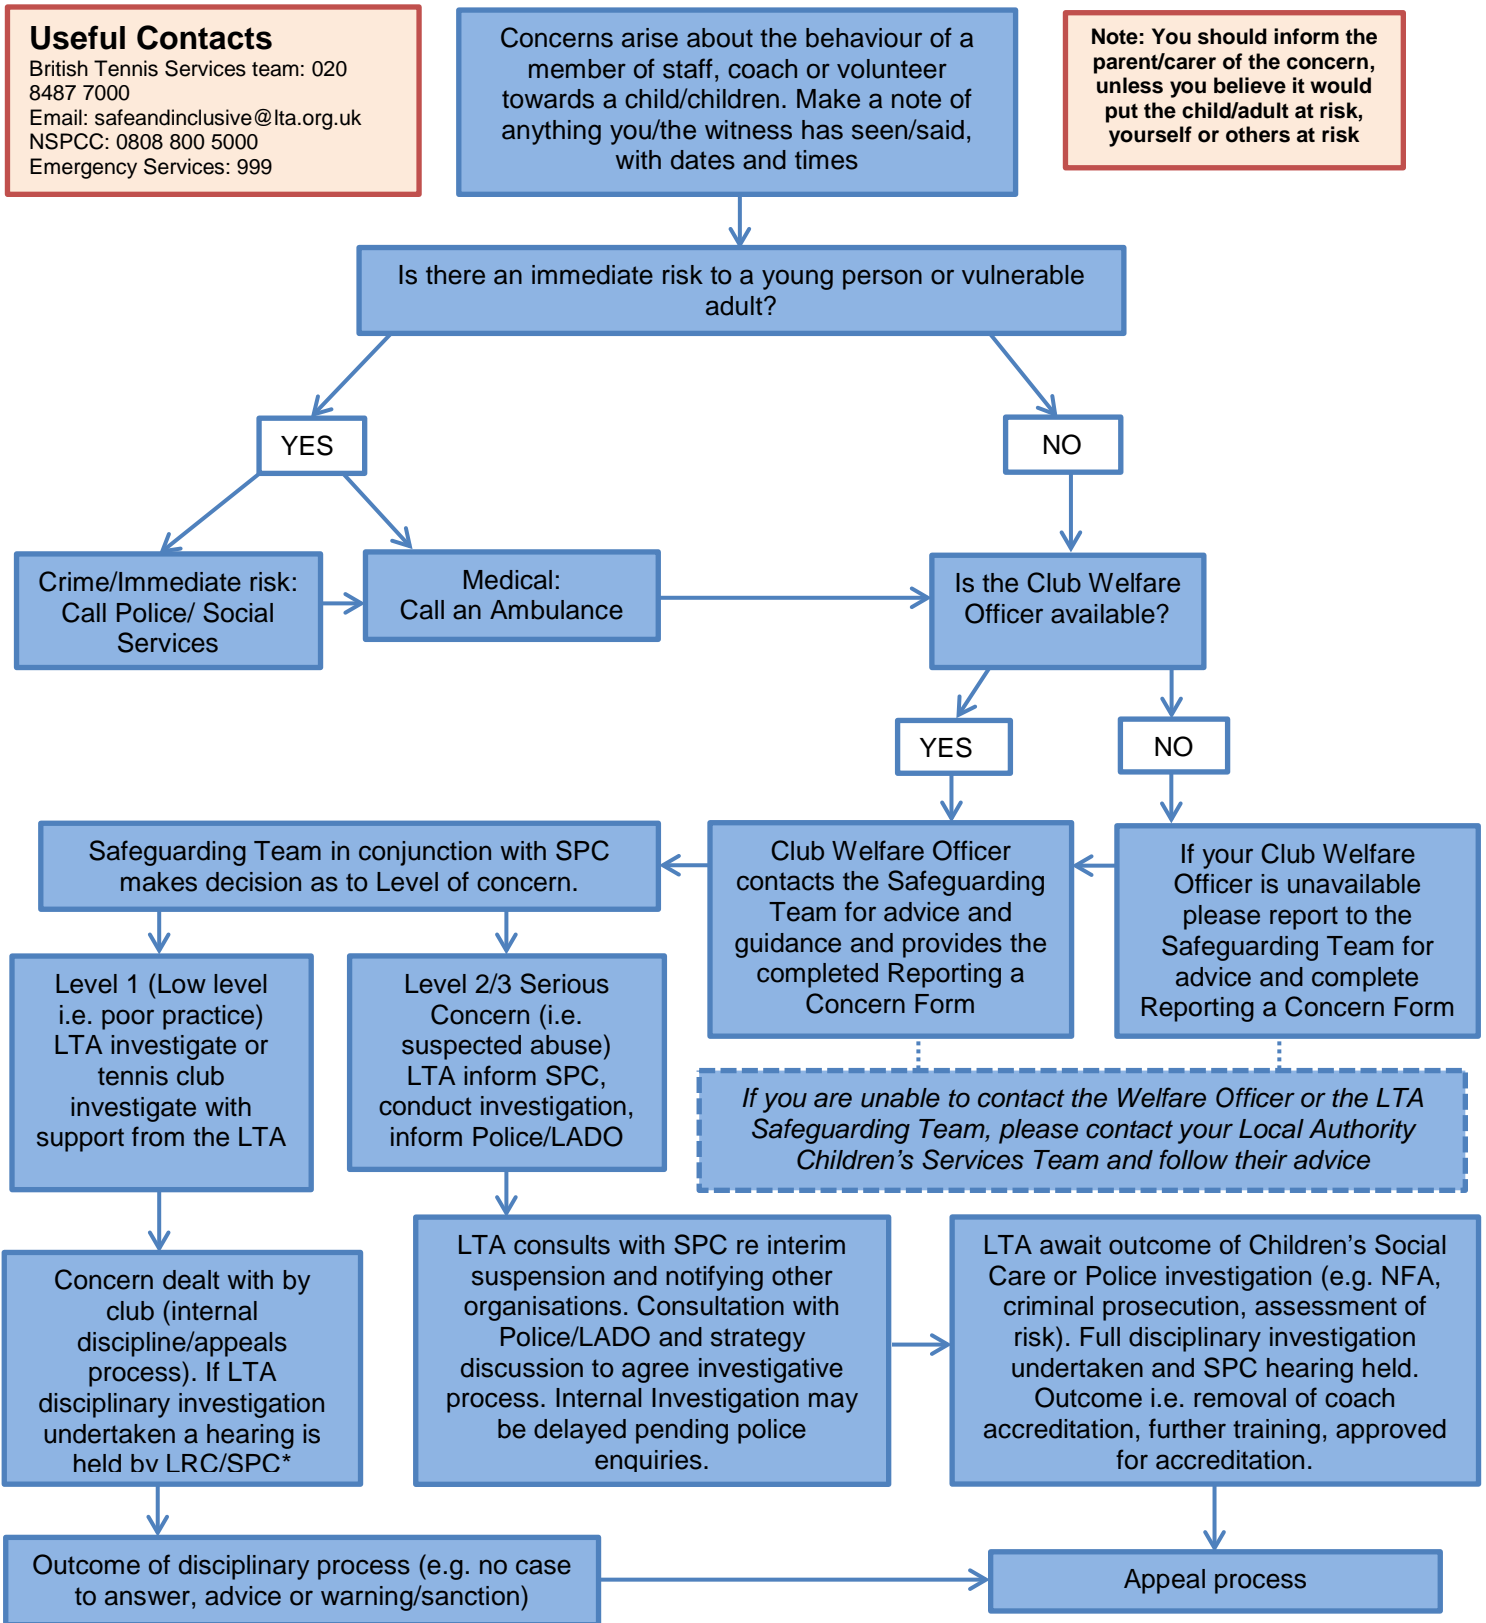 Useful Contacts
British Tennis Services team: 020
8487 7000
Email: safeandinclusive@lta.org.uk
NSPCC: 0808 800 5000
Emergency Services: 999
Concerns arise about the behaviour of a
member of staff, coach or volunteer
towards a child/children. Make a note of
anything you/the witness has seen/said,
with dates and times
Note: You should inform the
parent/carer of the concern,
unless you believe it would
put the child/adult at risk,
yourself or others at risk
Is there an immediate risk to a young person or vulnerable
adult?
YES
NO
Crime/Immediate risk:
Call Police/ Social
Services
Medical:
Call an Ambulance
Is the Club Welfare
Officer available?
YES
NO
Safeguarding Team in conjunction with SPC
makes decision as to Level of concern.
Club Welfare Officer
contacts the Safeguarding
Team for advice and
guidance and provides the
completed Reporting a
Concern Form
If your Club Welfare
Officer is unavailable
please report to the
Safeguarding Team for
advice and complete
Reporting a Concern Form
Level 1 (Low level
i.e. poor practice)
LTA investigate or
tennis club
investigate with
support from the LTA
Level 2/3 Serious
Concern (i.e.
suspected abuse)
LTA inform SPC,
conduct investigation,
inform Police/LADO
If you are unable to contact the Welfare Officer or the LTA
Safeguarding Team, please contact your Local Authority
Children’s Services Team and follow their advice
Concern dealt with by
club (internal
discipline/appeals
process). If LTA
disciplinary investigation
undertaken a hearing is
held by LRC/SPC*
LTA consults with SPC re interim
suspension and notifying other
organisations. Consultation with
Police/LADO and strategy
discussion to agree investigative
process. Internal Investigation may
be delayed pending police
enquiries.
LTA await outcome of Children’s Social
Care or Police investigation (e.g. NFA,
criminal prosecution, assessment of
risk). Full disciplinary investigation
undertaken and SPC hearing held.
Outcome i.e. removal of coach
accreditation, further training, approved
for accreditation.
Outcome of disciplinary process (e.g. no case
to answer, advice or warning/sanction)
Appeal process